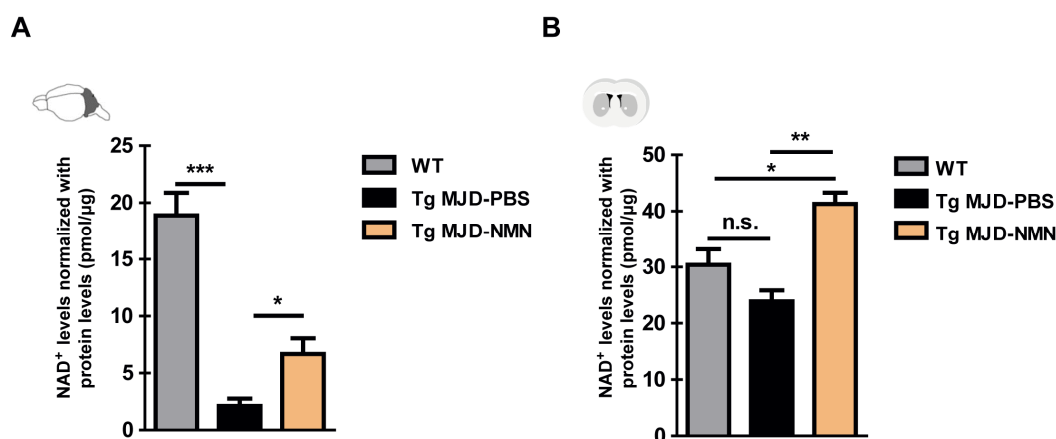 A
NAD⁺ levels normalized with
protein levels (pmol/µg)
25
20
15
10
5
0
***
*
WT
Tg MJD-PBS
Tg MJD-NMN
B
NAD⁺ levels normalized with
protein levels (pmol/µg)
50
40
30
20
10
0
**
*
n.s.
WT
Tg MJD-PBS
Tg MJD-NMN